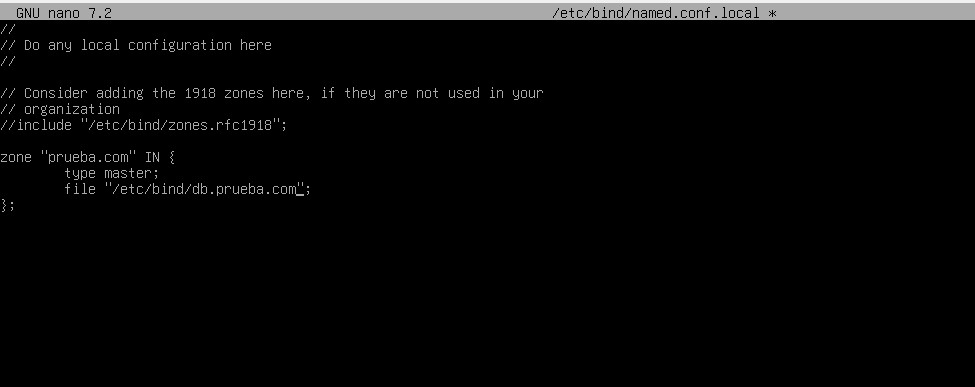 GNU nano 7.2 /etc/bind/named.conf.local *
//
// Do any local configuration here
//
// Consider adding the 1918 zones here, if they are not used in your
// organization
//include "/etc/bind/zones.rfc1918";
zone "prueba.com" IN {
type master;
file "/etc/bind/db.prueba.com";
};